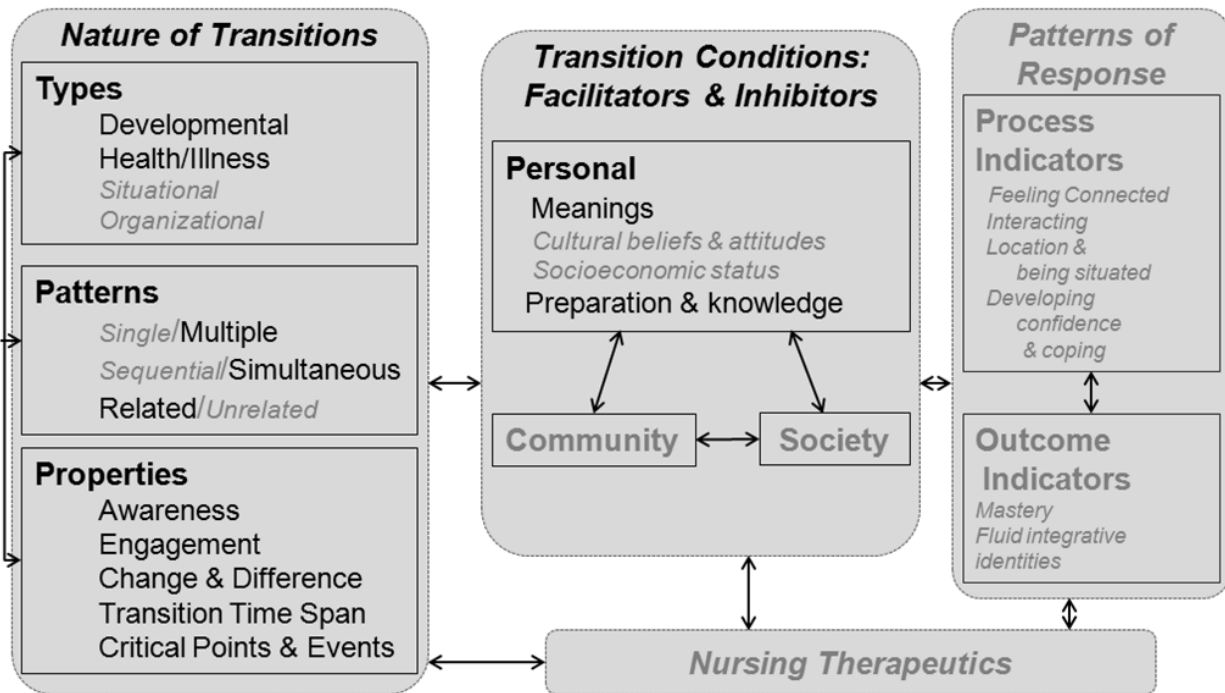 Nature of Transitions
Types
Developmental
Health/Illness
Situational
Organizational
Patterns
Single/Multiple
Sequential/Simultaneous
Related/Unrelated
Properties
Awareness
Engagement
Change & Difference
Transition Time Span
Critical Points & Events
Transition Conditions:
Facilitators & Inhibitors
Personal
Meanings
Cultural beliefs & attitudes
Socioeconomic status
Preparation & knowledge
Community
Society
Patterns of
Response
Process
Indicators
Feeling Connected
Interacting
Location &
being situated
Developing
confidence
& coping
Outcome
Indicators
Mastery
Fluid integrative
identities
Nursing Therapeutics